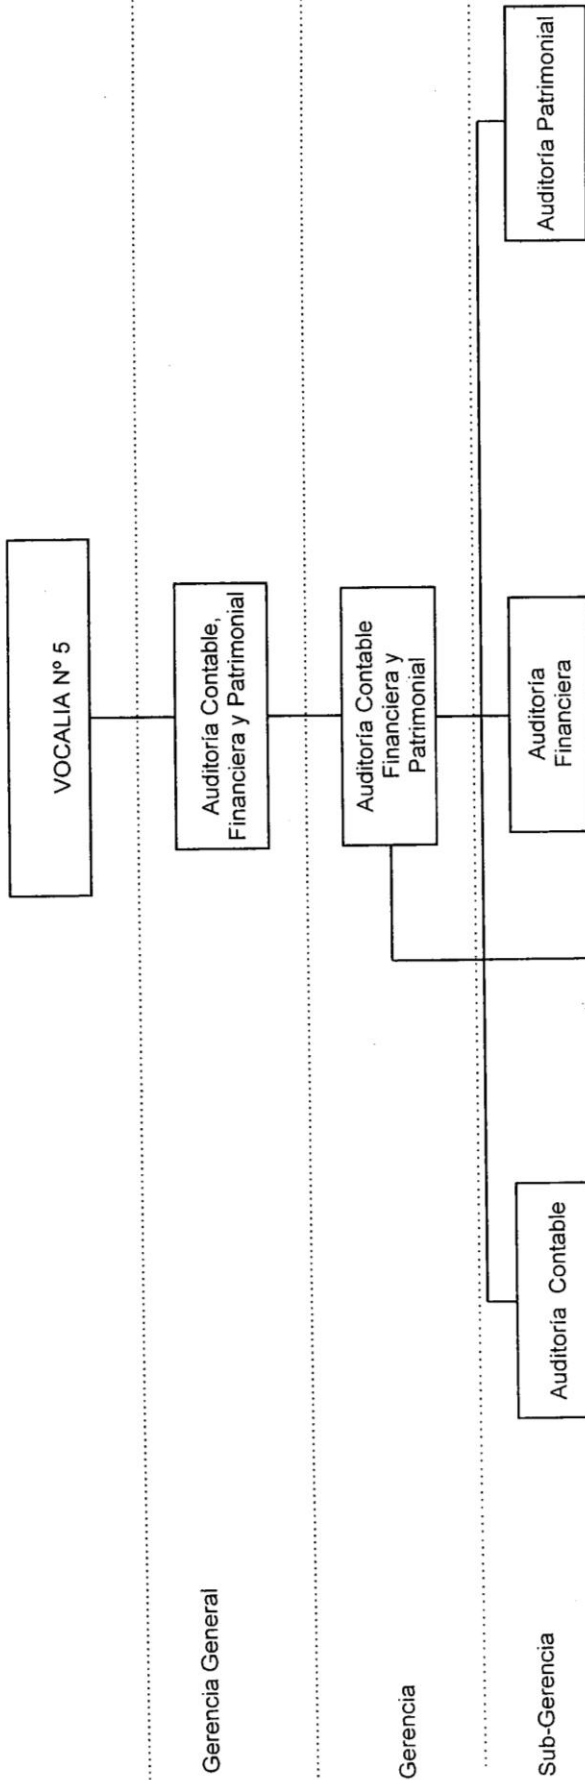 VOCALIA Nº 5
Gerencia General
Auditoría Contable,
Financiera y Patrimonial
Gerencia
Auditoría Contable
Financiera y
Patrimonial
Sub-Gerencia
Auditoría Contable
Auditoría
Financiera
Auditoría Patrimonial